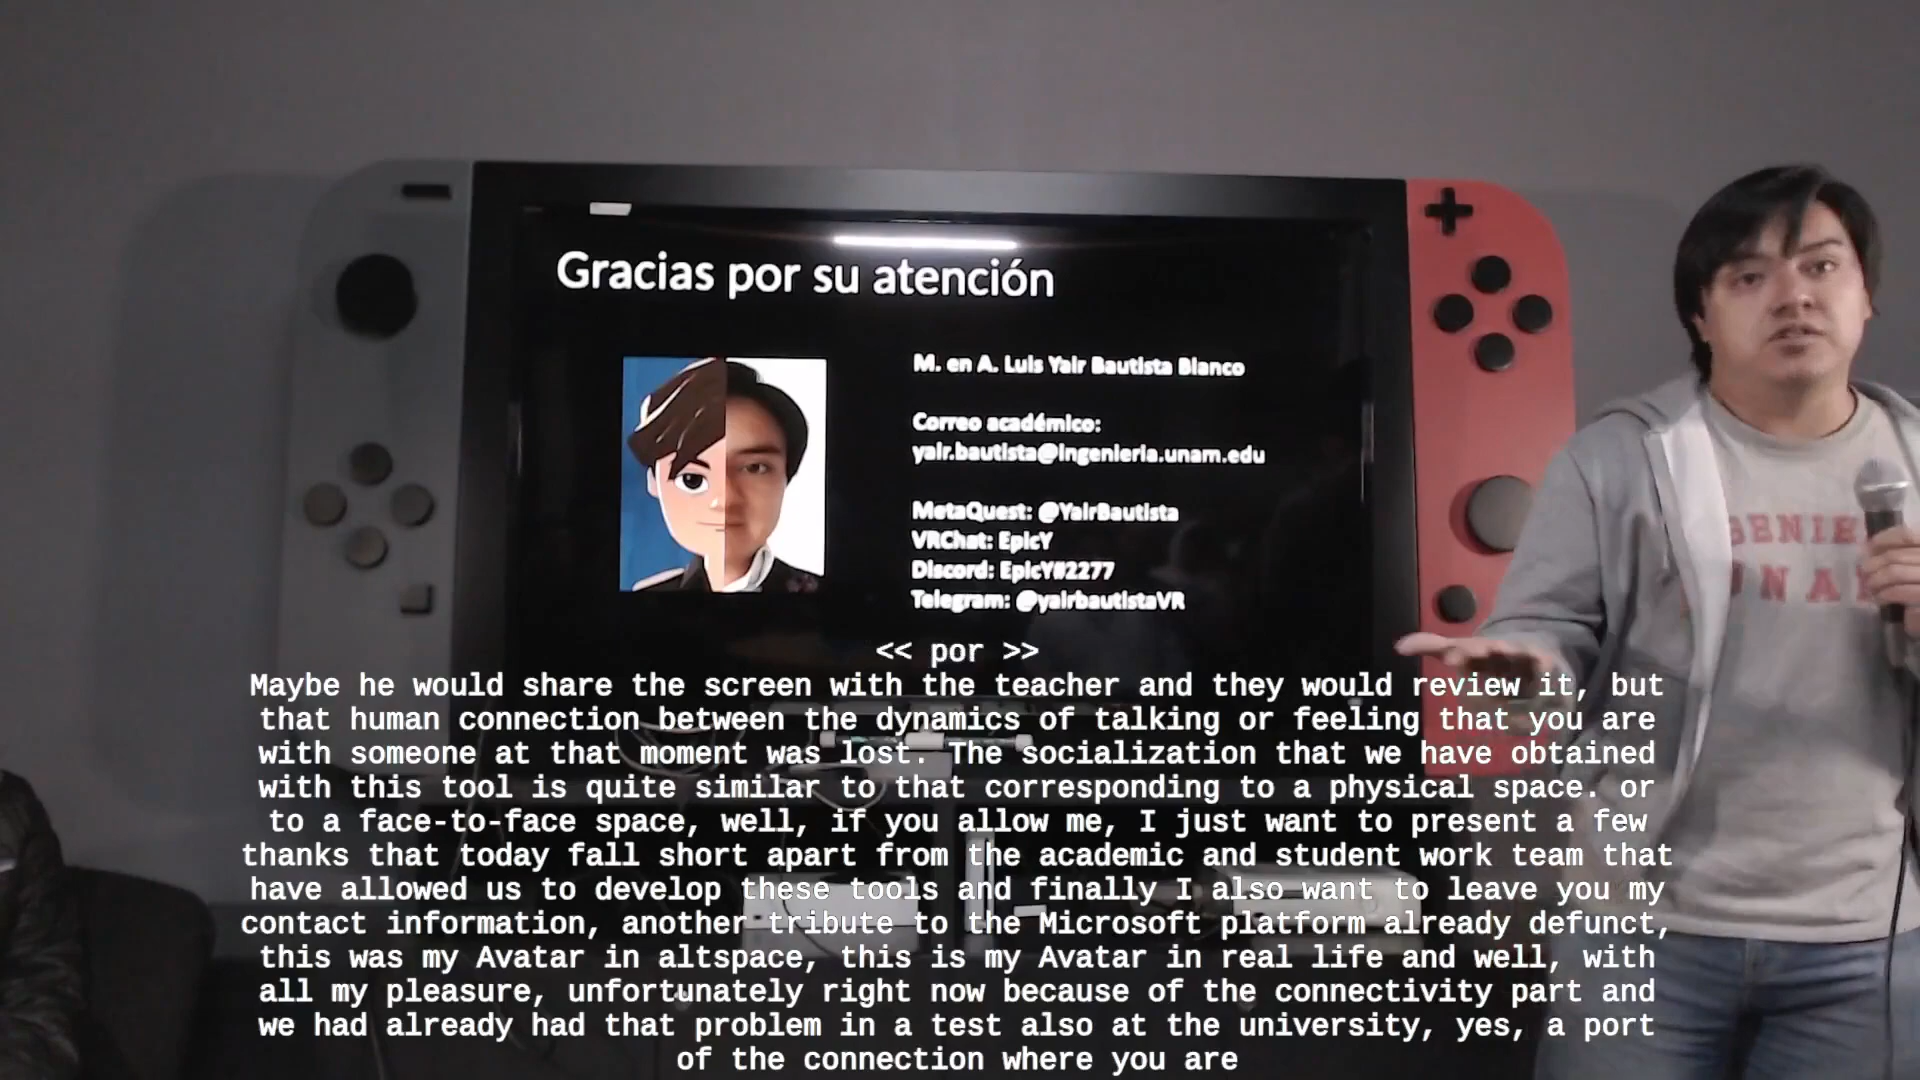 Gracias por su atención
M. en A. Luis Yair Bautista Blanco
Correo académico:
yair.bautista@ingenieria.unam.edu
MetaQuest: @YairBautista
VRChat: EpicY
Discord: EpicY#2277
Telegram: @yairbautistaVR
<< por >>
Maybe he would share the screen with the teacher and they would review it, but
that human connection between the dynamics of talking or feeling that you are
with someone at that moment was lost. The socialization that we have obtained
with this tool is quite similar to that corresponding to a physical space. or
to a face-to-face space, well, if you allow me, I just want to present a few
thanks that today fall short apart from the academic and student work team that
have allowed us to develop these tools and finally I also want to leave you my
contact information, another tribute to the Microsoft platform already defunct,
this was my Avatar in altspace, this is my Avatar in real life and well, with
all my pleasure, unfortunately right now because of the connectivity part and
we had already had that problem in a test also at the university, yes, a port
of the connection where you are